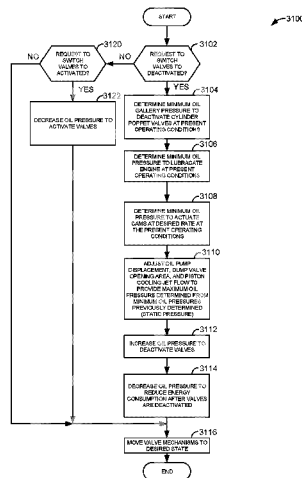 START
3100
3120
3102
NO
REQUEST TO
SWITCH
VALVES TO
ACTIVATED?
NO
REQUEST TO
SWITCH
VALVES TO
DEACTIVATED?
YES
3122
DECREASE OIL PRESSURE TO
ACTIVATE VALVES
YES
3104
DETERMINE MINIMUM OIL
GALLERY PRESSURE TO
DEACTIVATE CYLINDER
POPPET VALVES AT PRESENT
OPERATING CONDITIONS
3106
DETERMINE MINIMUM OIL
PRESSURE TO LUBRICATE
ENGINE AT PRESENT
OPERATING CONDITIONS
3108
DETERMINE MINIMUM OIL
PRESSURE TO ACTUATE
CAMS AT DESIRED RATE AT
THE PRESENT OPERATING
CONDITIONS
3110
ADJUST OIL PUMP
DISPLACEMENT, DUMP VALVE
OPENING AREA, AND PISTON
COOLING JET FLOW TO
PROVIDE MAXIMUM OIL
PRESSURE DETERMINED FROM
MINIMUM OIL PRESSURES
PREVIOUSLY DETERMINED
(STATIC PRESSURE)
3112
INCREASE OIL PRESSURE TO
DEACTIVATE VALVES
3114
DECREASE OIL PRESSURE TO
REDUCE ENERGY
CONSUMPTION AFTER VALVES
ARE DEACTIVATED
3116
MOVE VALVE MECHANISMS TO
DESIRED STATE
END